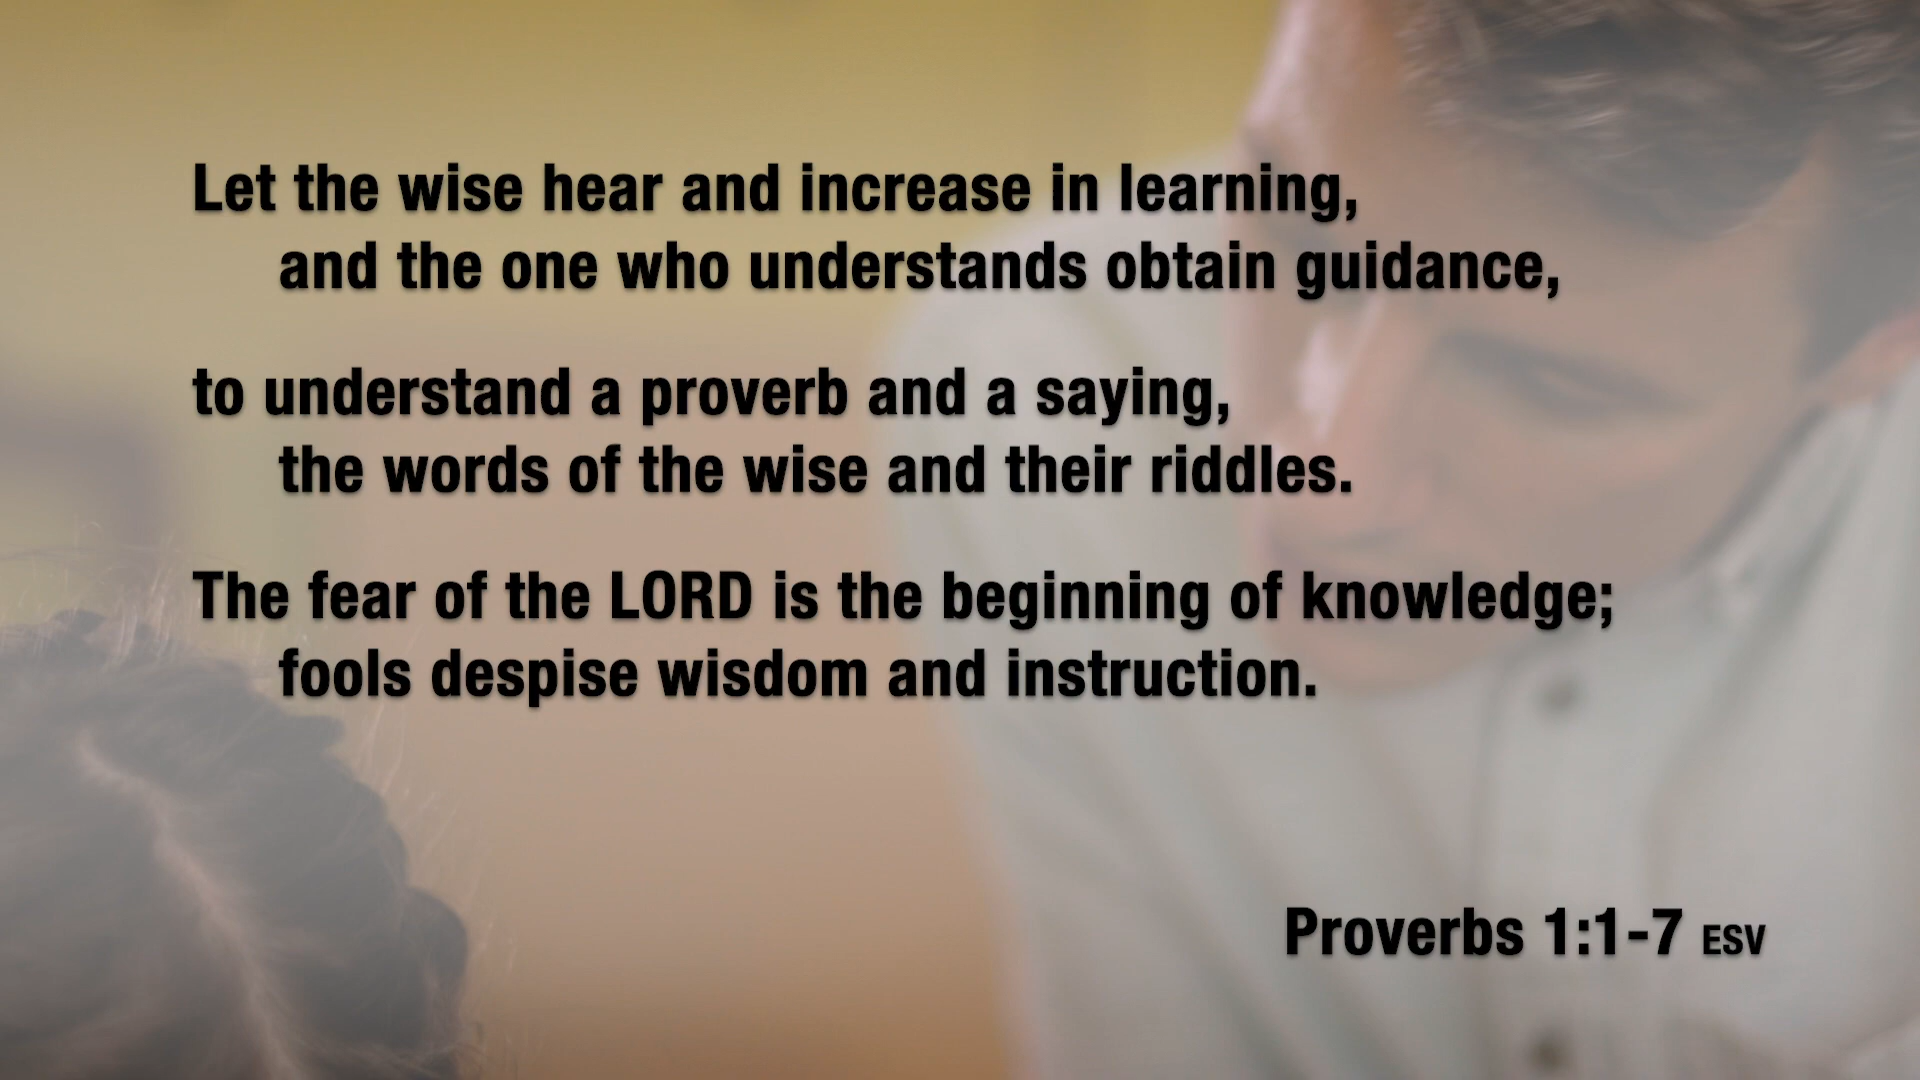 Let the wise hear and increase in learning,
and the one who understands obtain guidance,
to understand a proverb and a saying,
the words of the wise and their riddles.
The fear of the LORD is the beginning of knowledge;
fools despise wisdom and instruction.
Proverbs 1:1-7 ESV